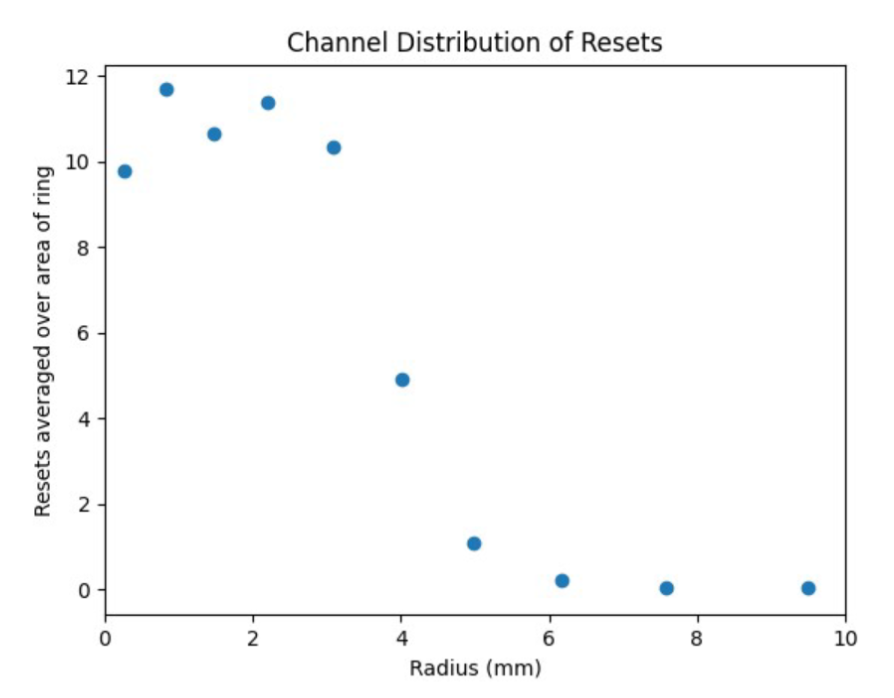 Channel Distribution of Resets
12
10
8
6
4
2
0
Resets averaged over area of ring
0 2 4 6 8 10
Radius (mm)